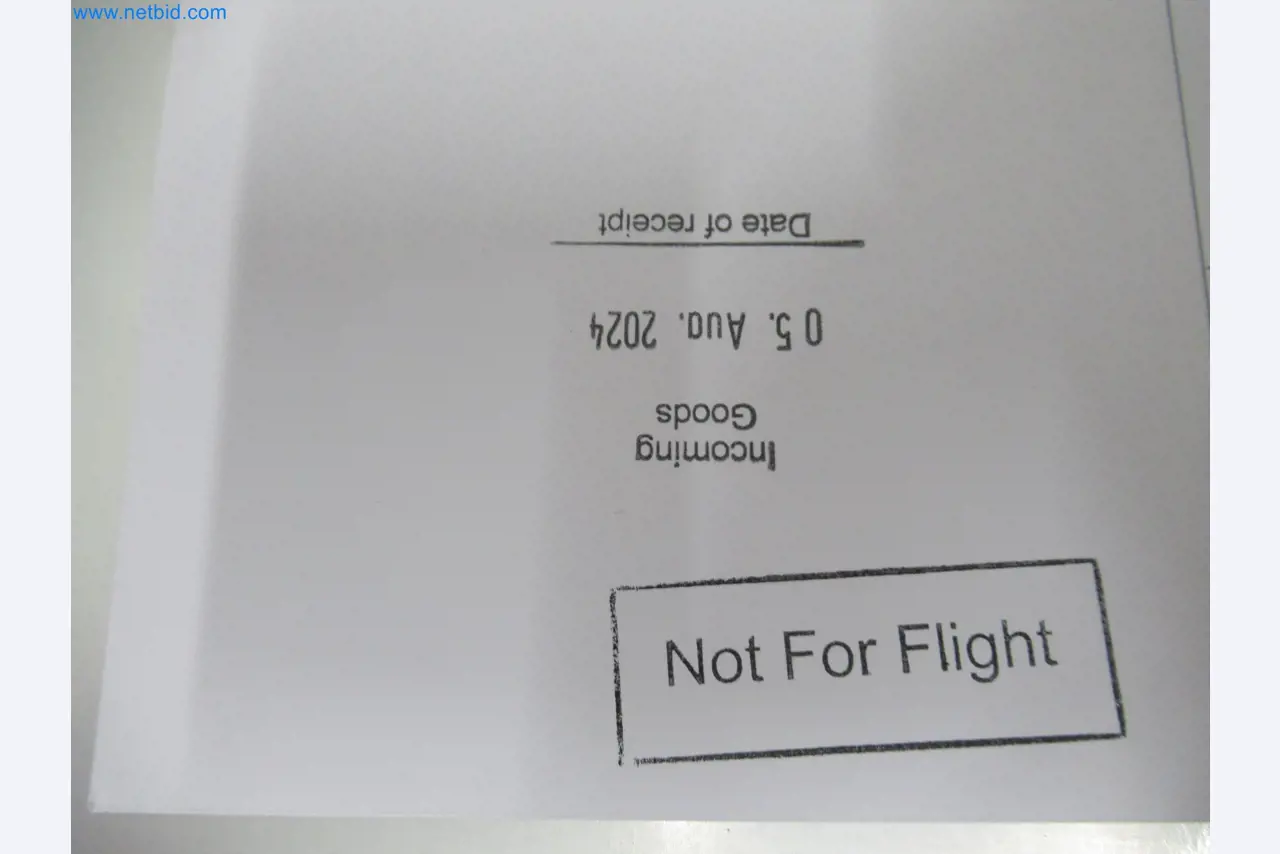 www.netbid.com
Incoming
Goods
0 5. Aug. 2024
Date of receipt
Not For Flight